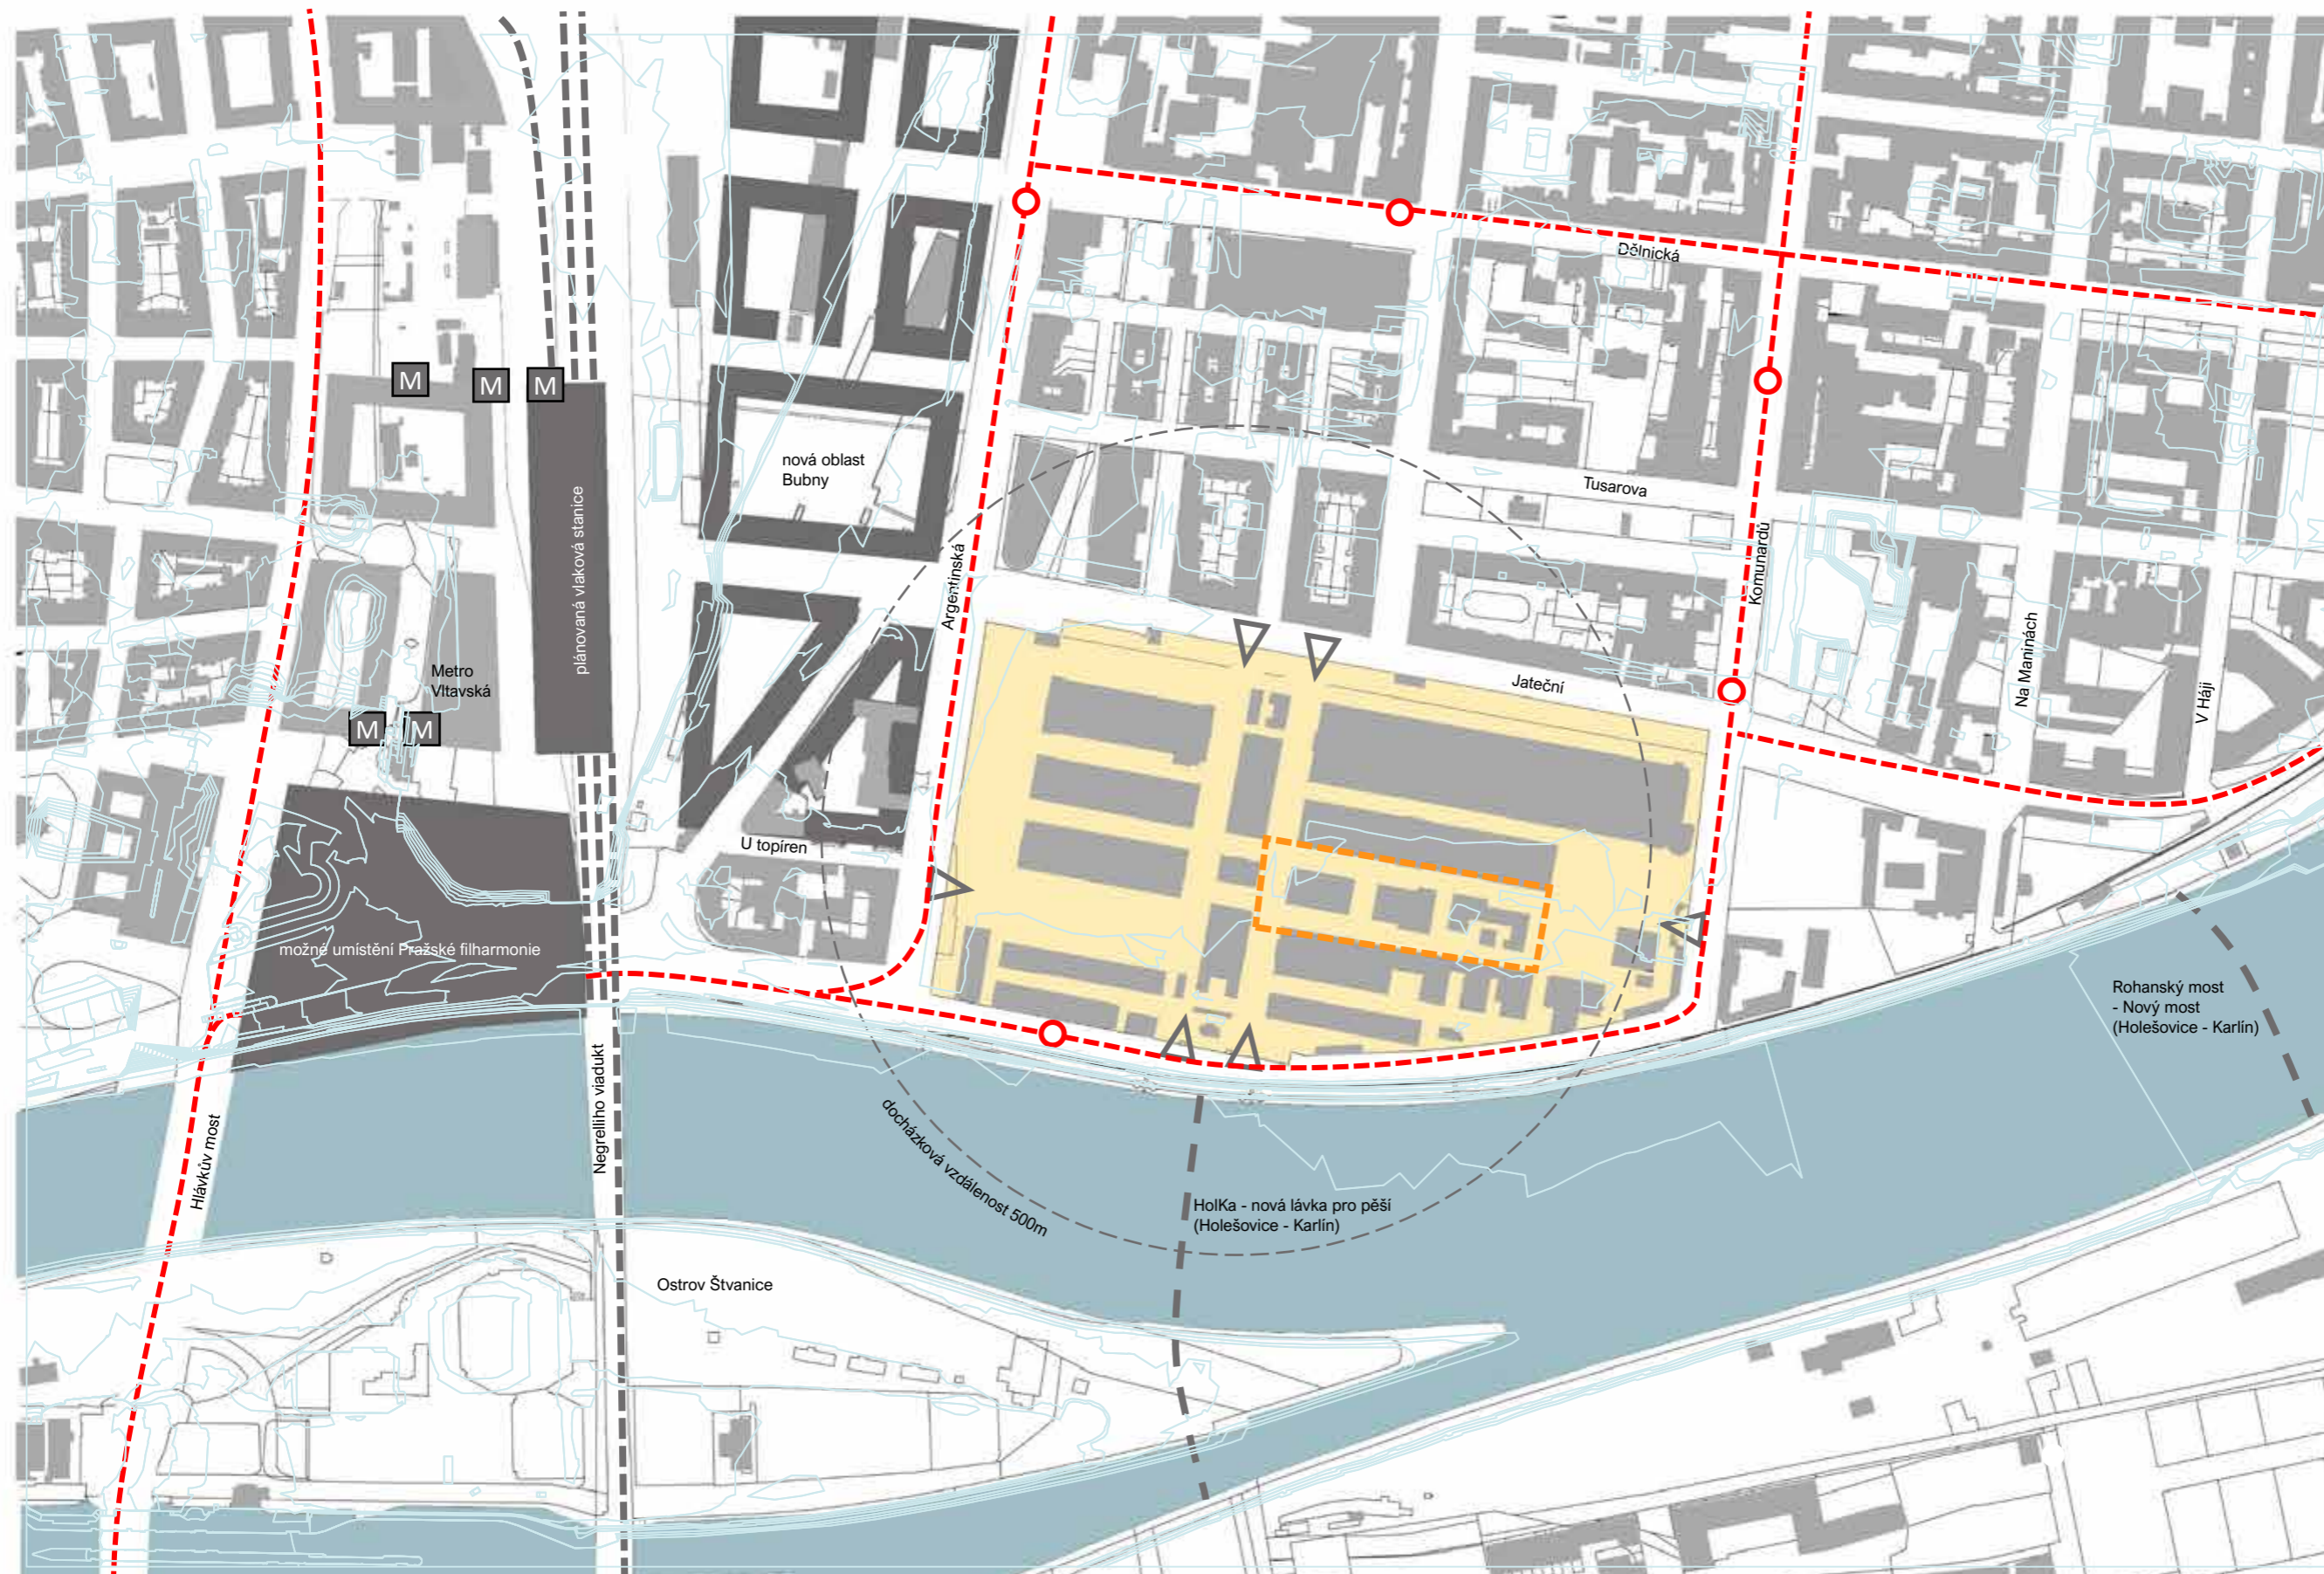 Dělnická
M
M
M
nová oblast
Bubny
Tusarova
plánovaná vlaková stanice
Argentinská
Komunardů
Metro
Vltavská
Jateční
Na Maninách
V Háji
M
M
U topíren
možné umístění Pražské filharmonie
Rohanský most
- Nový most
(Holešovice - Karlín)
Hlávkův most
Negrelliho viadukt
docházková vzdálenost 500m
HolKa - nová lávka pro pěší
(Holešovice - Karlín)
Ostrov Štvanice